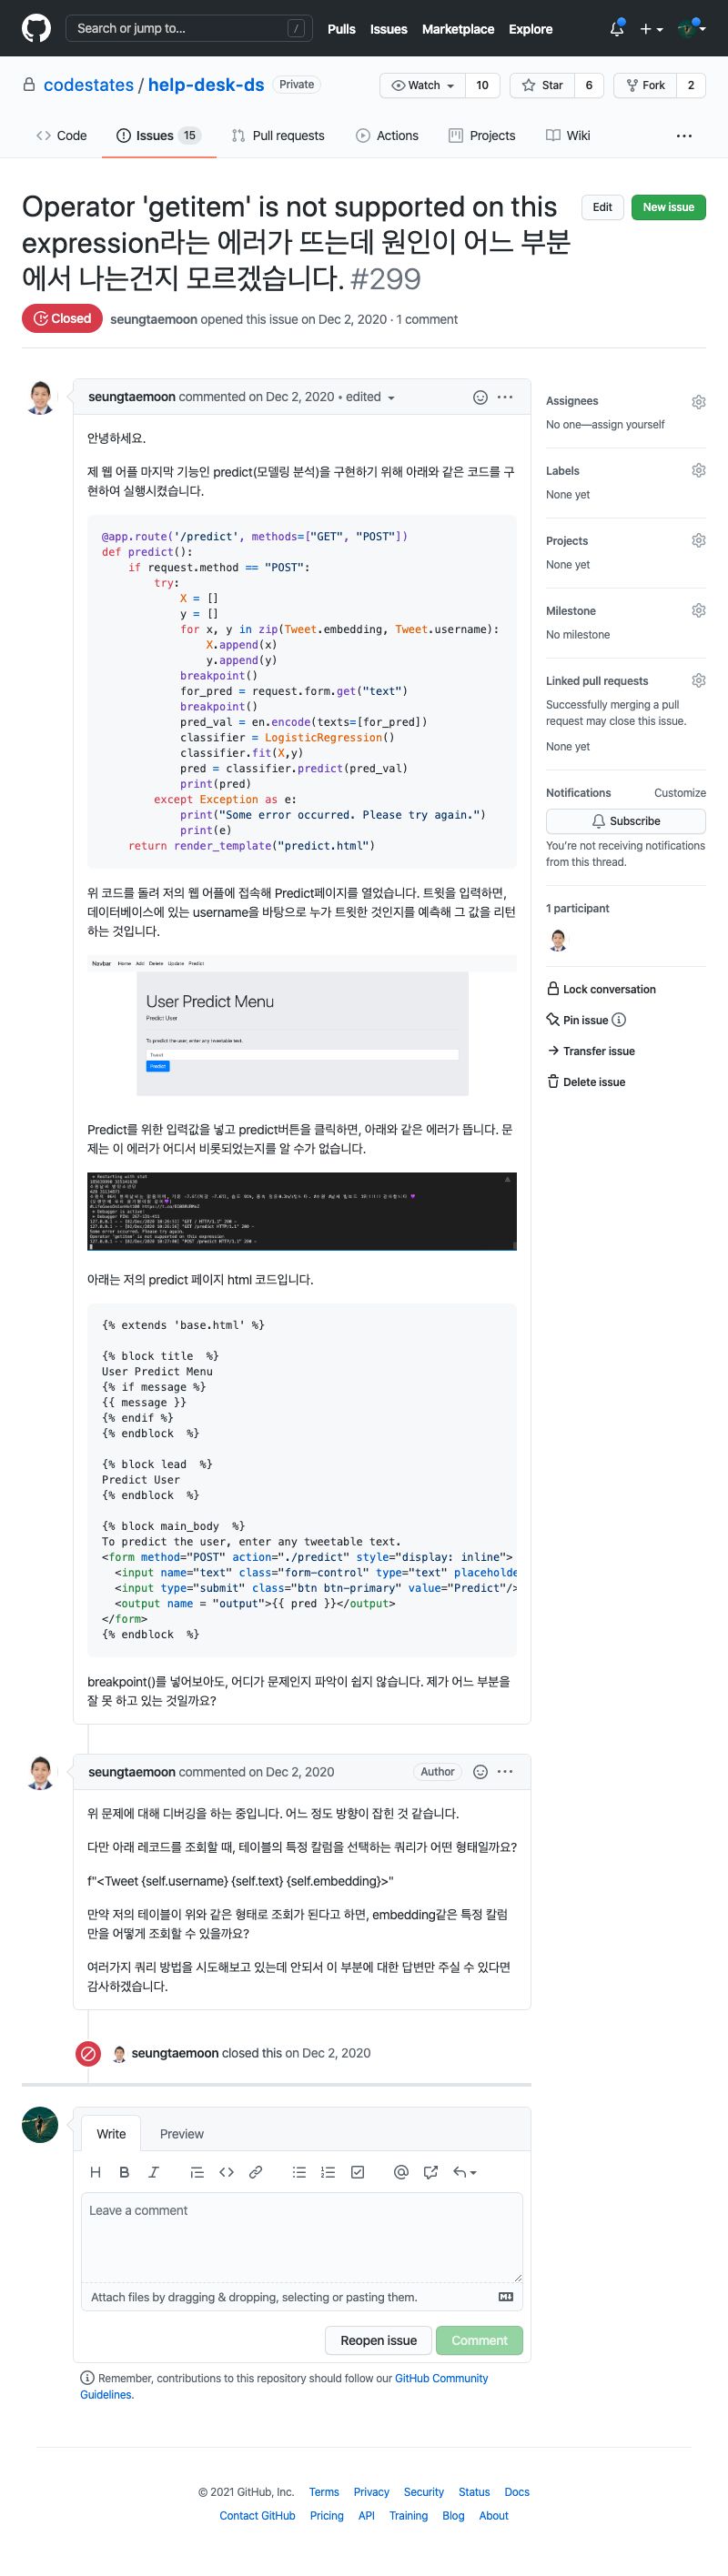 Search or jump to...
/
Pulls Issues Marketplace Explore
codestates / help-desk-ds Private
Watch 10 Star 6 Fork 2
Code Issues 15 Pull requests Actions Projects Wiki
Operator 'getitem' is not supported on this
expression라는 에러가 뜨는데 원인이 어느 부분
에서 나는건지 모르겠습니다. #299
Edit New issue
Closed seungtaemoon opened this issue on Dec 2, 2020 · 1 comment
seungtaemoon commented on Dec 2, 2020 • edited
안녕하세요.
제 웹 어플 마지막 기능인 predict(모델링 분석)을 구현하기 위해 아래와 같은 코드를 구
현하여 실행시켰습니다.
@app.route('/predict', methods=["GET", "POST"])
def predict():
if request.method == "POST":
try:
X = []
y = []
for x, y in zip(Tweet.embedding, Tweet.username):
X.append(x)
y.append(y)
breakpoint()
for_pred = request.form.get("text")
breakpoint()
pred_val = en.encode(texts=[for_pred])
classifier = LogisticRegression()
classifier.fit(X,y)
pred = classifier.predict(pred_val)
print(pred)
except Exception as e:
print("Some error occurred. Please try again.")
print(e)
return render_template("predict.html")
위 코드를 돌려 저의 웹 어플에 접속해 Predict페이지를 열었습니다. 트윗을 입력하면,
데이터베이스에 있는 username을 바탕으로 누가 트윗한 것인지를 예측해 그 값을 리턴
하는 것입니다.
Navbar Home Add Delete Update Predict
User Predict Menu
Predict User
To predict the user, enter any tweetable text.
Tweet
Predict
Predict를 위한 입력값을 넣고 predict버튼을 클릭하면, 아래와 같은 에러가 뜹니다. 문
제는 이 에러가 어디서 비롯되었는지를 알 수가 없습니다.
* Restarting with stat
* Debugger is active!
Some error occurred. Please try again.
Operator 'getitem' is not supported on this expression
아래는 저의 predict 페이지 html 코드입니다.
{% extends 'base.html' %}
{% block title %}
User Predict Menu
{% if message %}
{{ message }}
{% endif %}
{% endblock %}
{% block lead %}
Predict User
{% endblock %}
{% block main_body %}
To predict the user, enter any tweetable text.
<form method="POST" action="./predict" style="display: inline">
<input name="text" class="form-control" type="text" placeholde
<input type="submit" class="btn btn-primary" value="Predict"/>
<output name = "output">{{ pred }}</output>
</form>
{% endblock %}
breakpoint()를 넣어보아도, 어디가 문제인지 파악이 쉽지 않습니다. 제가 어느 부분을
잘 못 하고 있는 것일까요?
seungtaemoon commented on Dec 2, 2020 Author
위 문제에 대해 디버깅을 하는 중입니다. 어느 정도 방향이 잡힌 것 같습니다.
다만 아래 레코드를 조회할 때, 테이블의 특정 칼럼을 선택하는 쿼리가 어떤 형태일까요?
f"<Tweet {self.username} {self.text} {self.embedding}>"
만약 저의 테이블이 위와 같은 형태로 조회가 된다고 하면, embedding같은 특정 칼럼
만을 어떻게 조회할 수 있을까요?
여러가지 쿼리 방법을 시도해보고 있는데 안되서 이 부분에 대한 답변만 주실 수 있다면
감사하겠습니다.
seungtaemoon closed this on Dec 2, 2020
Write Preview
Leave a comment
Attach files by dragging & dropping, selecting or pasting them.
Reopen issue Comment
Remember, contributions to this repository should follow our GitHub Community
Guidelines.
Assignees
No one—assign yourself
Labels
None yet
Projects
None yet
Milestone
No milestone
Linked pull requests
Successfully merging a pull
request may close this issue.
None yet
Notifications Customize
Subscribe
You're not receiving notifications
from this thread.
1 participant
Lock conversation
Pin issue
Transfer issue
Delete issue
© 2021 GitHub, Inc. Terms Privacy Security Status Docs
Contact GitHub Pricing API Training Blog About